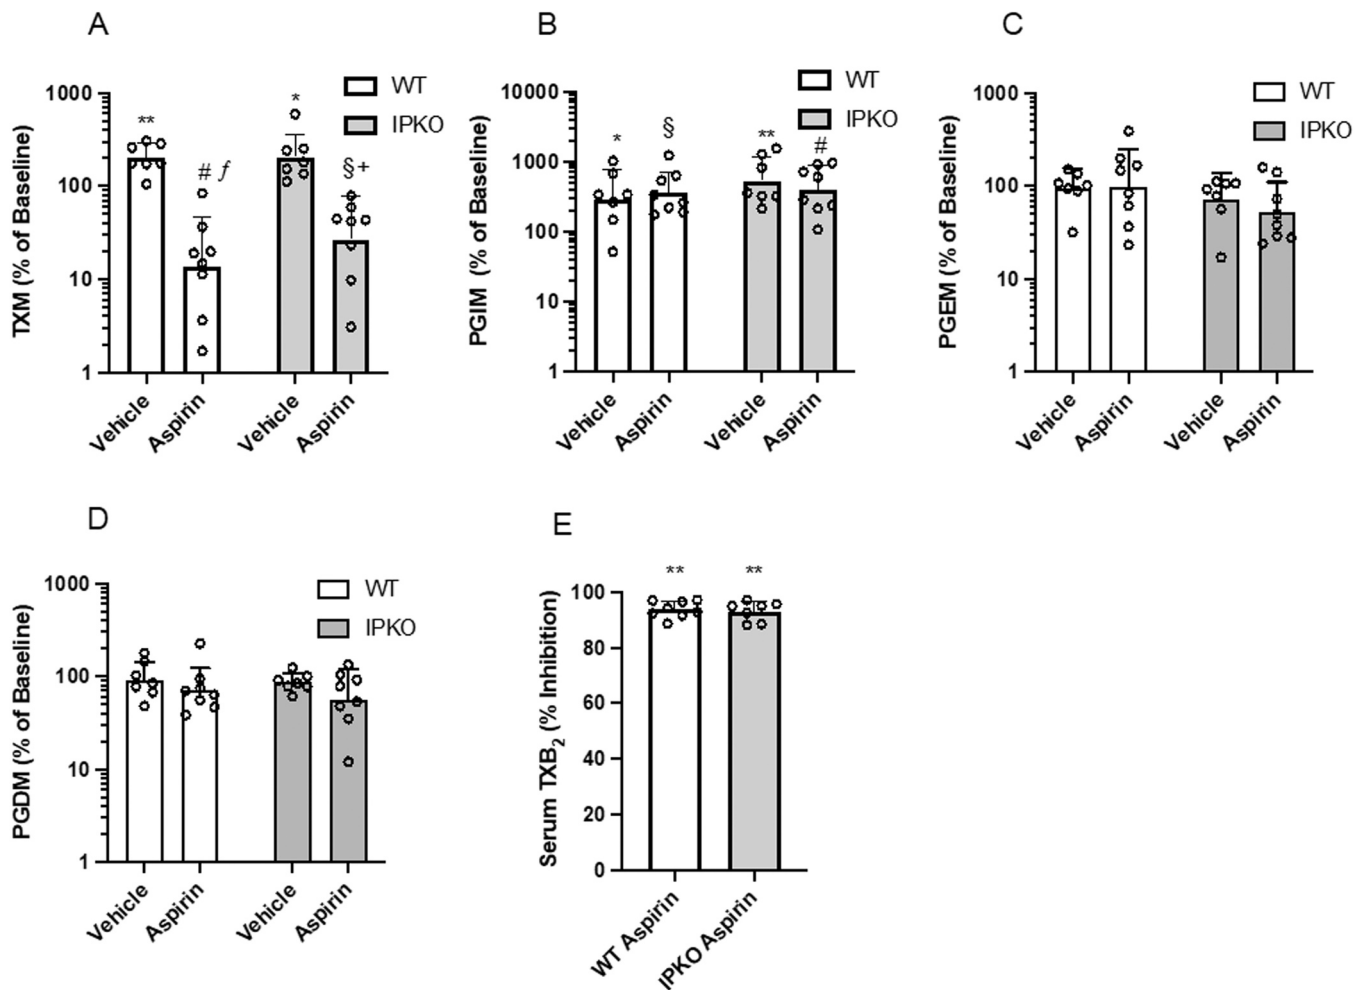 A
TXM (% of Baseline)
1000
100
10
1
**
# ƒ
*
§+
WT
IPKO
Vehicle
Aspirin
Vehicle
Aspirin
B
PGIM (% of Baseline)
10000
1000
100
10
1
*
§
**
#
WT
IPKO
Vehicle
Aspirin
Vehicle
Aspirin
C
PGEM (% of Baseline)
1000
100
10
1
WT
IPKO
Vehicle
Aspirin
Vehicle
Aspirin
D
PGDM (% of Baseline)
1000
100
10
1
WT
IPKO
Vehicle
Aspirin
Vehicle
Aspirin
E
Serum TXB₂ (% Inhibition)
100
80
60
40
20
0
**
**
WT Aspirin
IPKO Aspirin